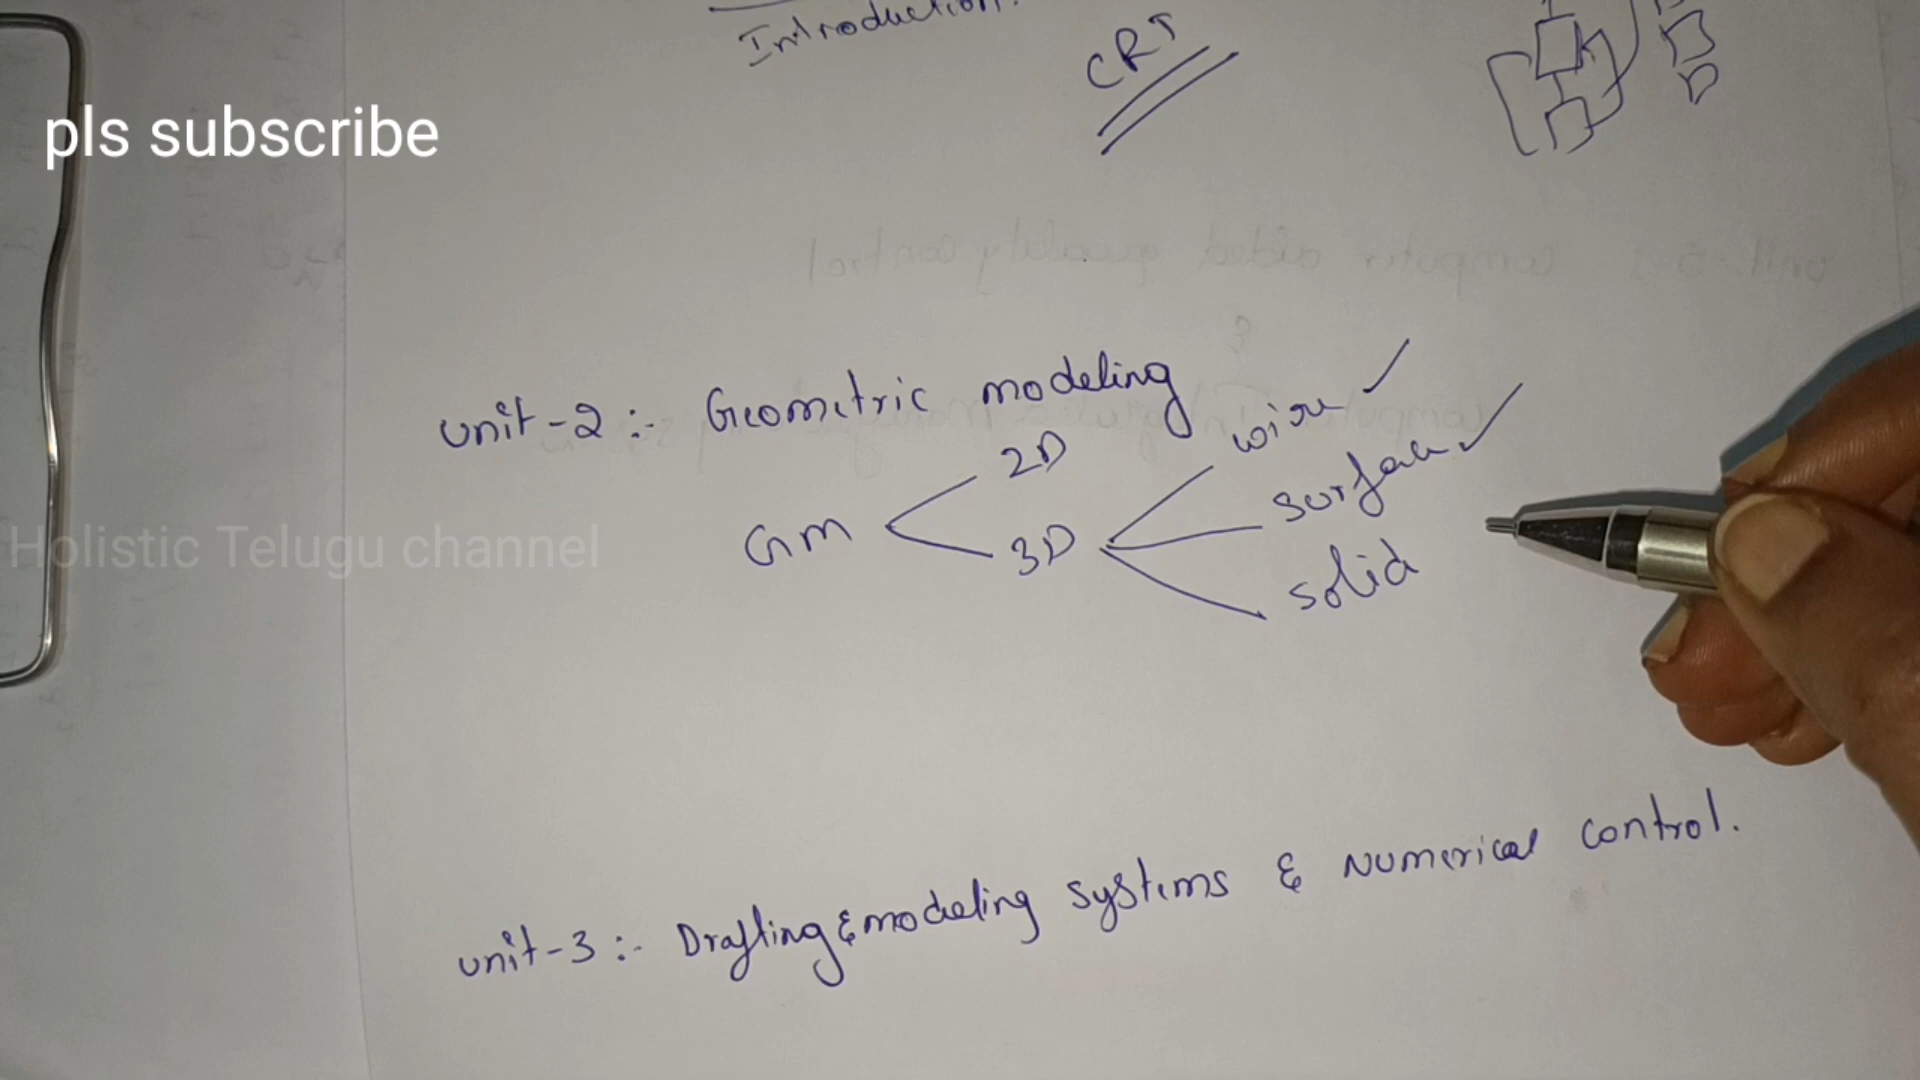 Introduction.
CRT
pls subscribe
unit-2 :- Geometric modeling
Gm
2D
3D
wire ✓
surface ✓
solid
Holistic Telugu channel
unit-3 :- Drafting & modeling systems & Numerical control.